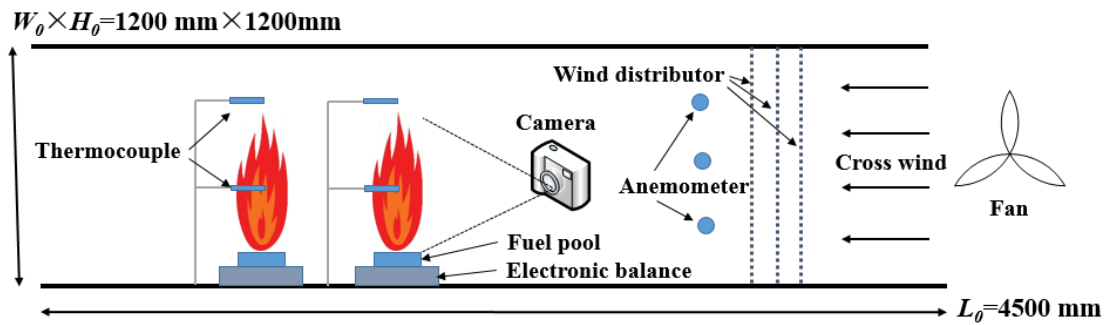 W₀×H₀=1200 mm×1200mm
Wind distributor
Camera
Thermocouple
Cross wind
Anemometer
Fan
Fuel pool
Electronic balance
L₀=4500 mm